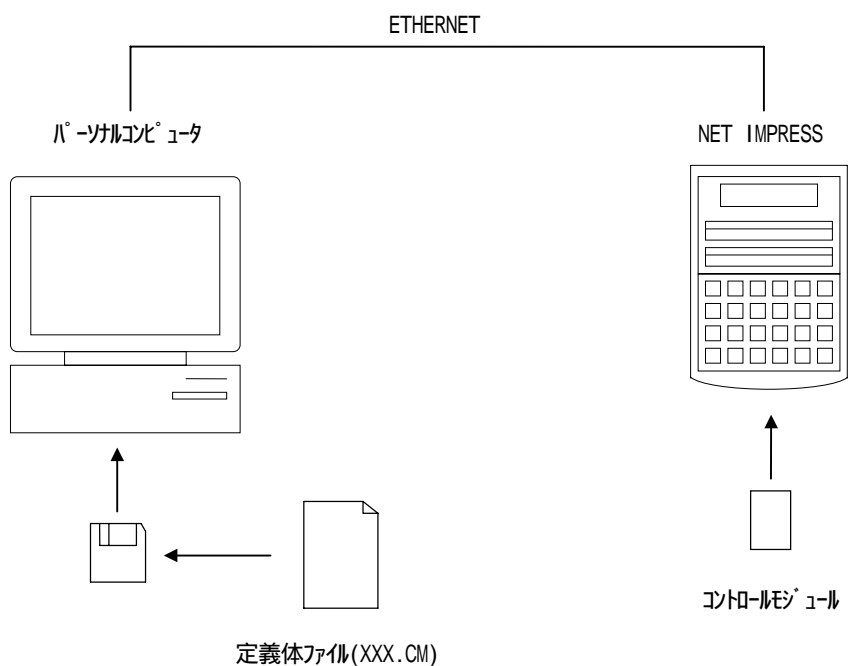 ETHERNET
ﾊﾟｰｿﾅﾙｺﾝﾋﾟｭｰﾀ
NET IMPRESS
ｺﾝﾄﾛｰﾙﾓｼﾞｭｰﾙ
定義体ﾌｧｲﾙ(XXX.CM)